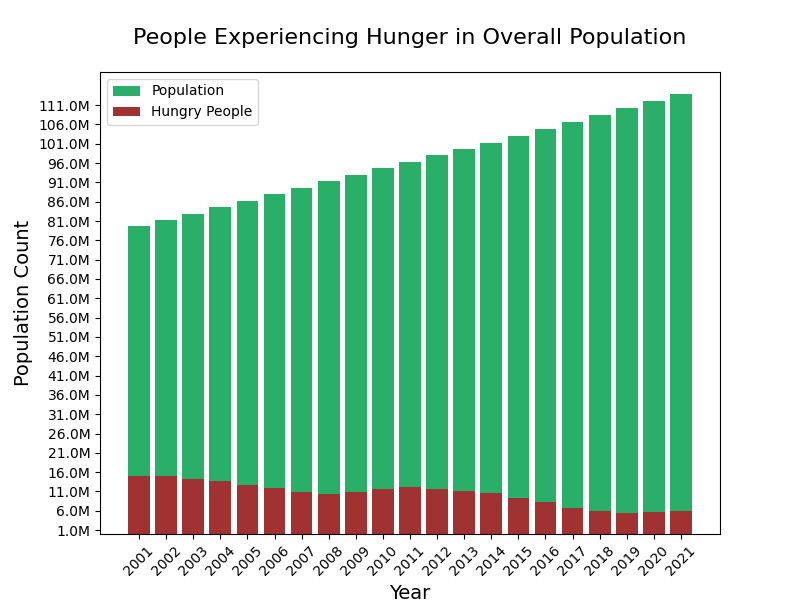 People Experiencing Hunger in Overall Population
Population
Hungry People
111.0M
106.0M
101.0M
96.0M
91.0M
86.0M
81.0M
76.0M
71.0M
66.0M
61.0M
56.0M
51.0M
46.0M
41.0M
36.0M
31.0M
26.0M
21.0M
16.0M
11.0M
6.0M
1.0M
Population Count
2001 2002 2003 2004 2005 2006 2007 2008 2009 2010 2011 2012 2013 2014 2015 2016 2017 2018 2019 2020 2021
Year